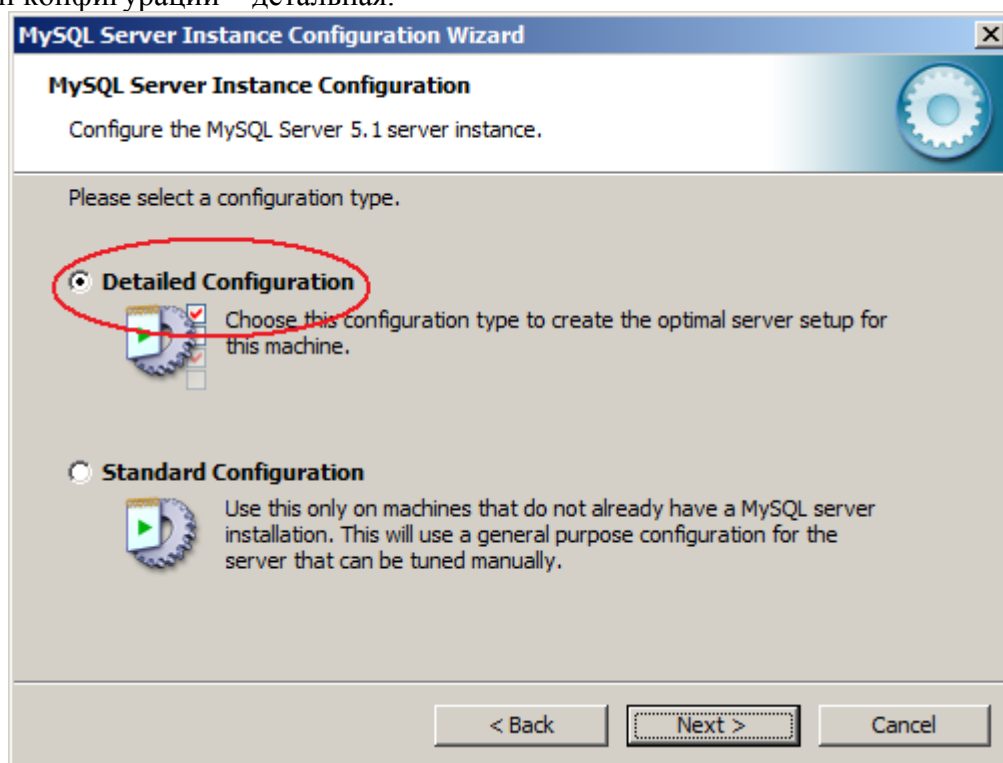 конфигурации – детальная.
MySQL Server Instance Configuration Wizard
MySQL Server Instance Configuration
Configure the MySQL Server 5.1 server instance.
Please select a configuration type.
Detailed Configuration
Choose this configuration type to create the optimal server setup for
this machine.
Standard Configuration
Use this only on machines that do not already have a MySQL server
installation. This will use a general purpose configuration for the
server that can be tuned manually.
< Back Next > Cancel